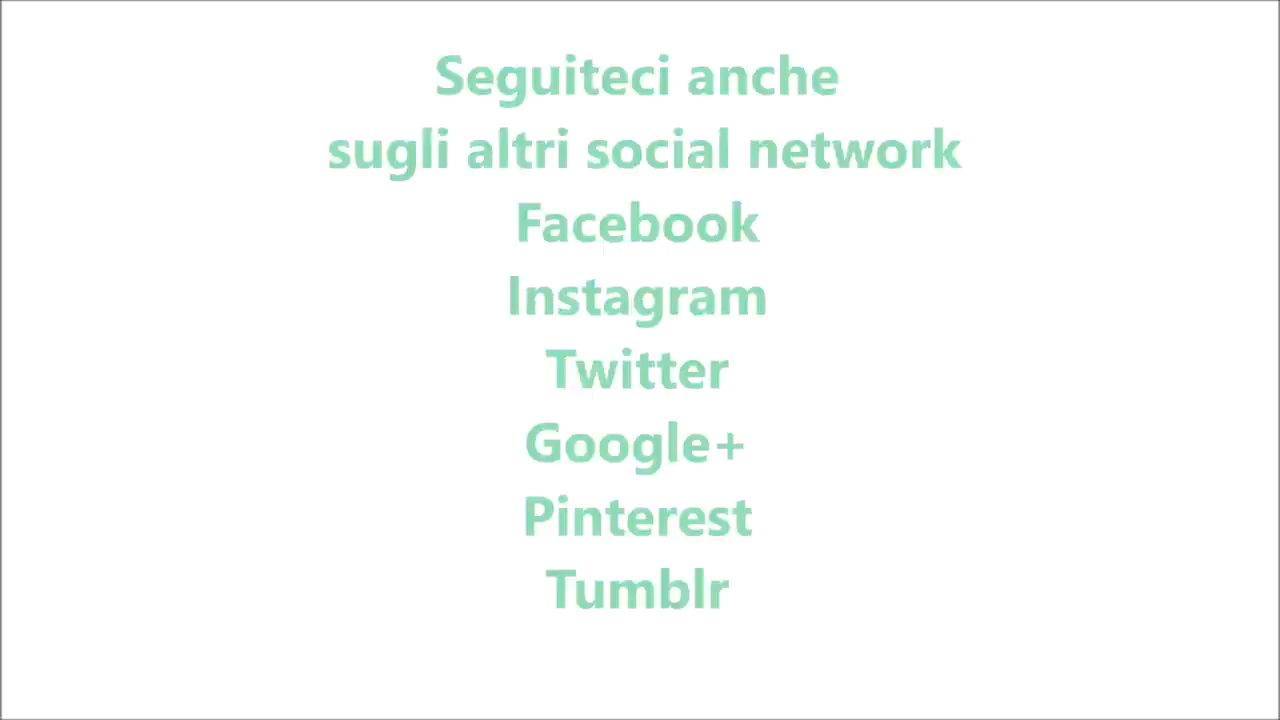 Seguiteci anche
sugli altri social network
Facebook
Instagram
Twitter
Google+
Pinterest
Tumblr